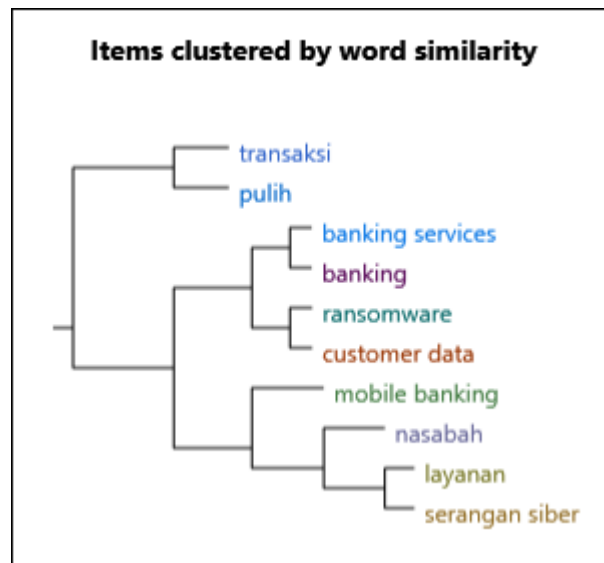 Items clustered by word similarity
transaksi
pulih
banking services
banking
ransomware
customer data
mobile banking
nasabah
layanan
serangan siber